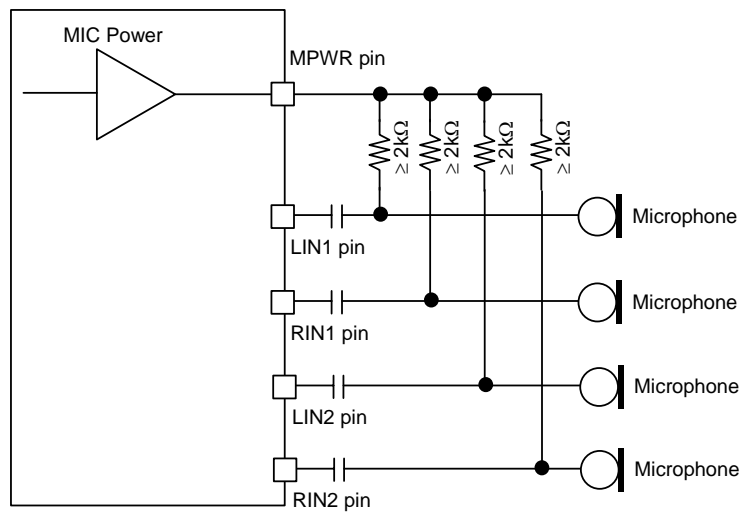 MIC Power
MPWR pin
≥ 2kΩ
≥ 2kΩ
≥ 2kΩ
≥ 2kΩ
LIN1 pin
Microphone
RIN1 pin
Microphone
LIN2 pin
Microphone
RIN2 pin
Microphone